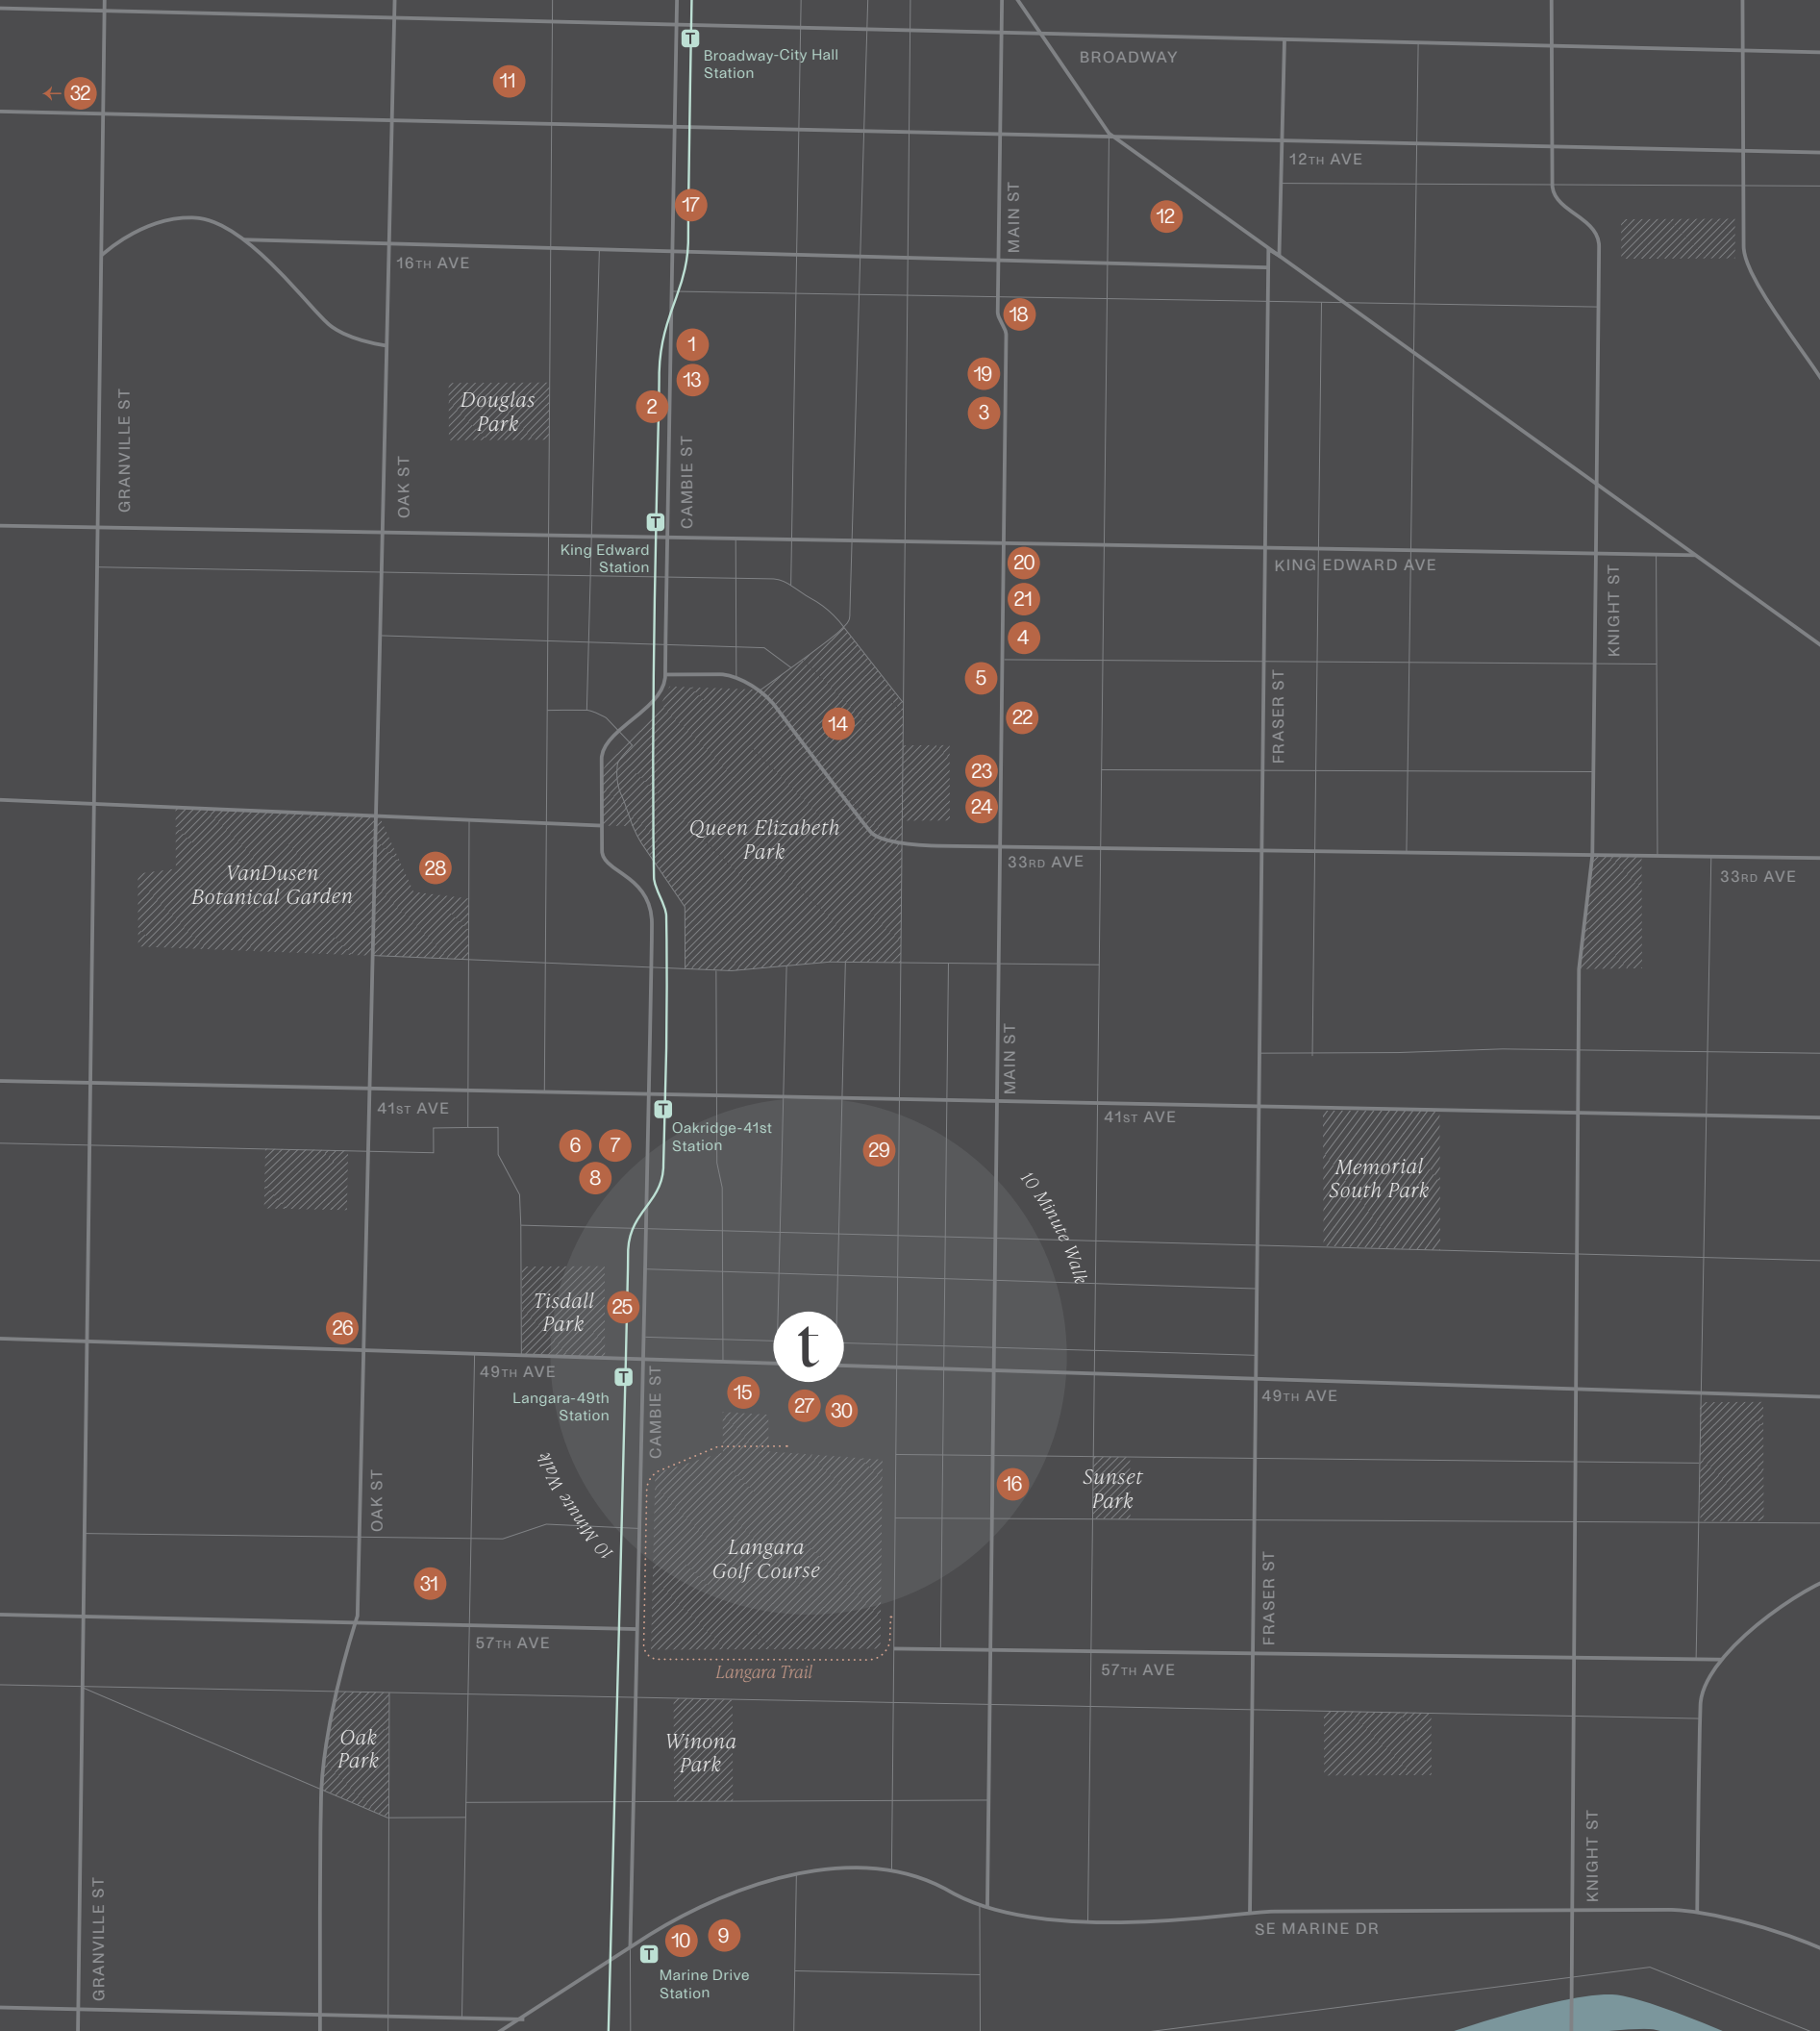 T
Broadway-City Hall
Station
BROADWAY
11
32
12TH AVE
MAIN ST
17
12
16TH AVE
18
1
19
13
2
3
Douglas
Park
GRANVILLE ST
OAK ST
CAMBIE ST
T
King Edward
Station
20
KING EDWARD AVE
21
KNIGHT ST
4
5
22
14
FRASER ST
23
24
Queen Elizabeth
Park
33RD AVE
33RD AVE
28
VanDusen
Botanical Garden
MAIN ST
41ST AVE
T
41ST AVE
Oakridge-41st
Station
6
7
8
29
10 Minute Walk
Memorial
South Park
Tisdall
Park
25
26
t
49TH AVE
T
Langara-49th
Station
CAMBIE ST
15
27
30
49TH AVE
10 Minute Walk
OAK ST
16
Sunset
Park
Langara
Golf Course
31
FRASER ST
57TH AVE
Langara Trail
57TH AVE
Oak
Park
Winona
Park
KNIGHT ST
GRANVILLE ST
SE MARINE DR
10
9
T
Marine Drive
Station